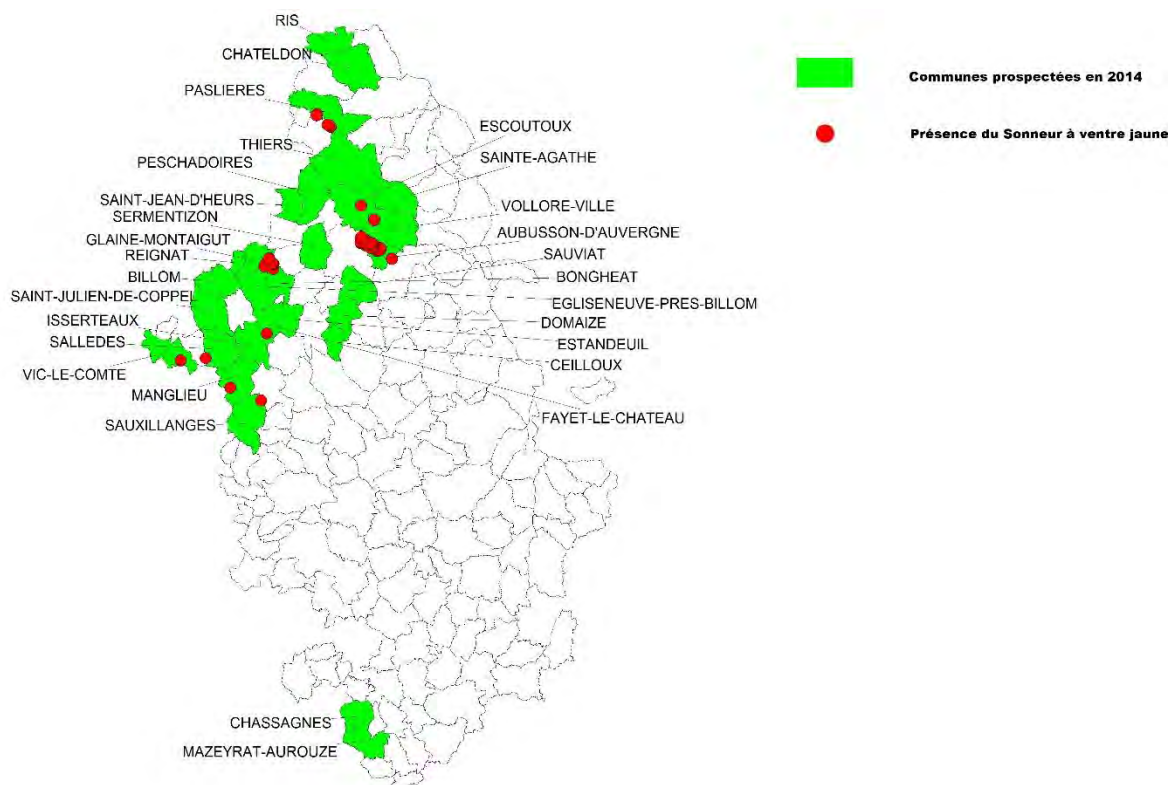 RIS
CHATELDON
PASLIERES
THIERS
PESCHADOIRES
SAINT-JEAN-D'HEURS
SERMENTIZON
GLAINE-MONTAIGUT
REIGNAT
BILLOM
SAINT-JULIEN-DE-COPPEL
ISSERTEAUX
SALLEDES
VIC-LE-COMTE
MANGLIEU
SAUXILLANGES
ESCOUTOUX
SAINTE-AGATHE
VOLLORE-VILLE
AUBUSSON-D'AUVERGNE
SAUVIAT
BONGHEAT
EGLISENEUVE-PRES-BILLOM
DOMAIZE
ESTANDEUIL
CEILLOUX
FAYET-LE-CHATEAU
CHASSAGNES
MAZEYRAT-AUROUZE
Communes prospectées en 2014
Présence du Sonneur à ventre jaune